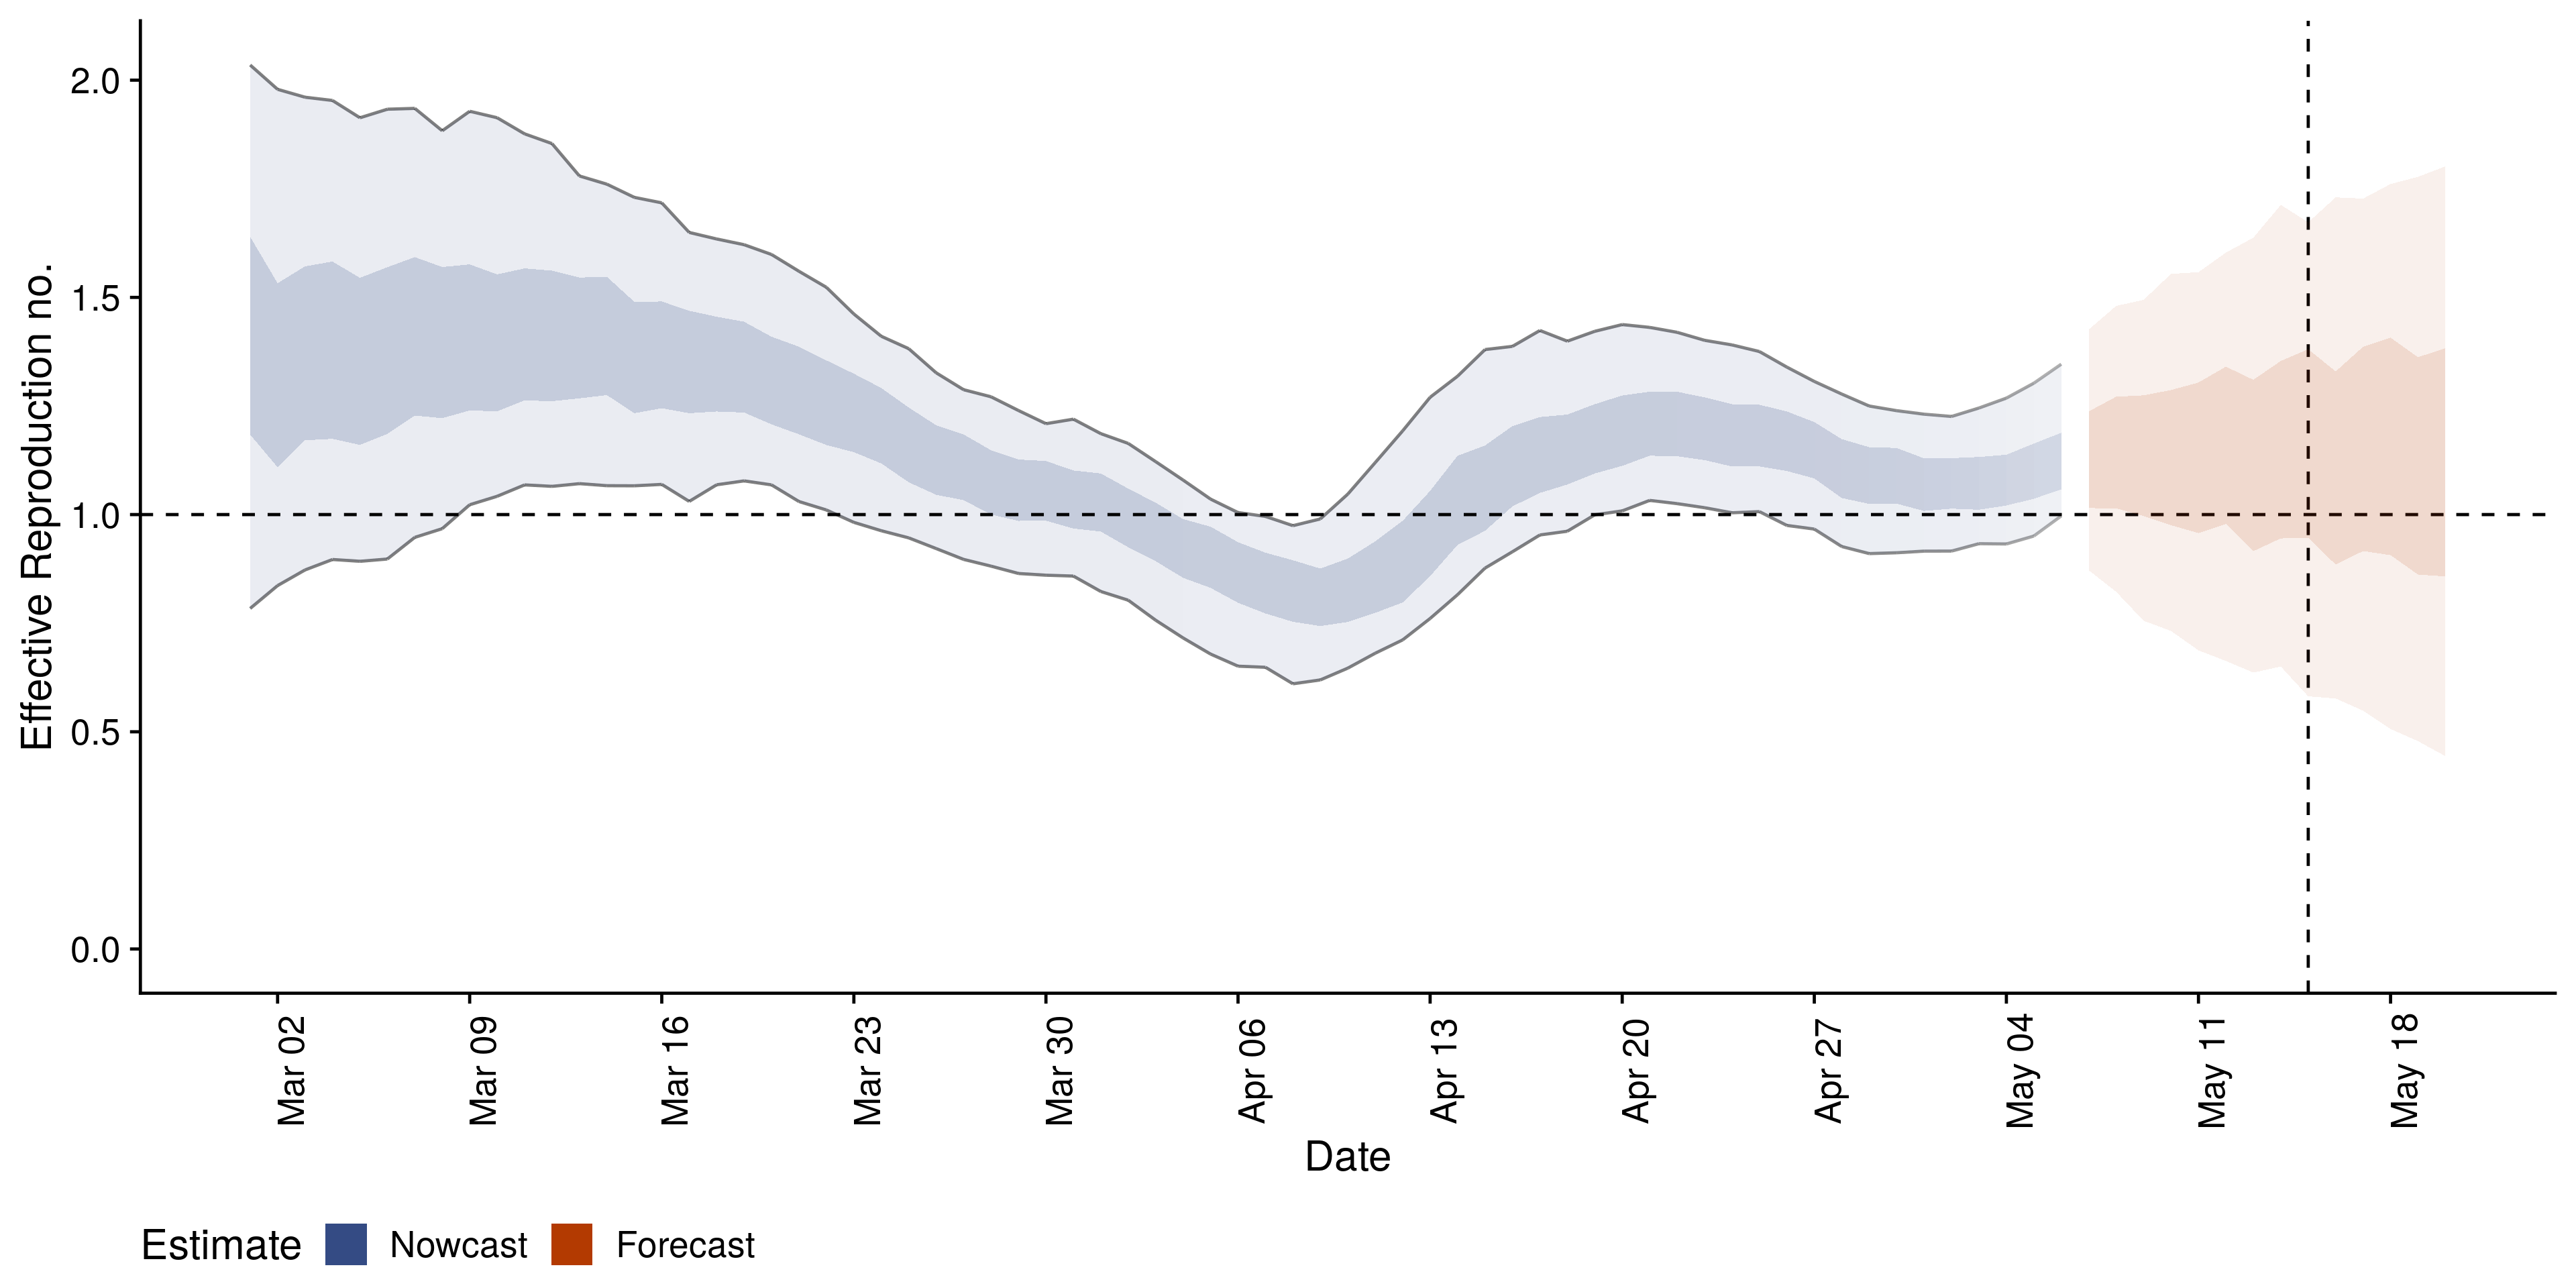 Effective Reproduction no.
2.0
1.5
1.0
0.5
0.0
Mar 02
Mar 09
Mar 16
Mar 23
Mar 30
Apr 06
Apr 13
Apr 20
Apr 27
May 04
May 11
May 18
Date
Estimate Nowcast Forecast